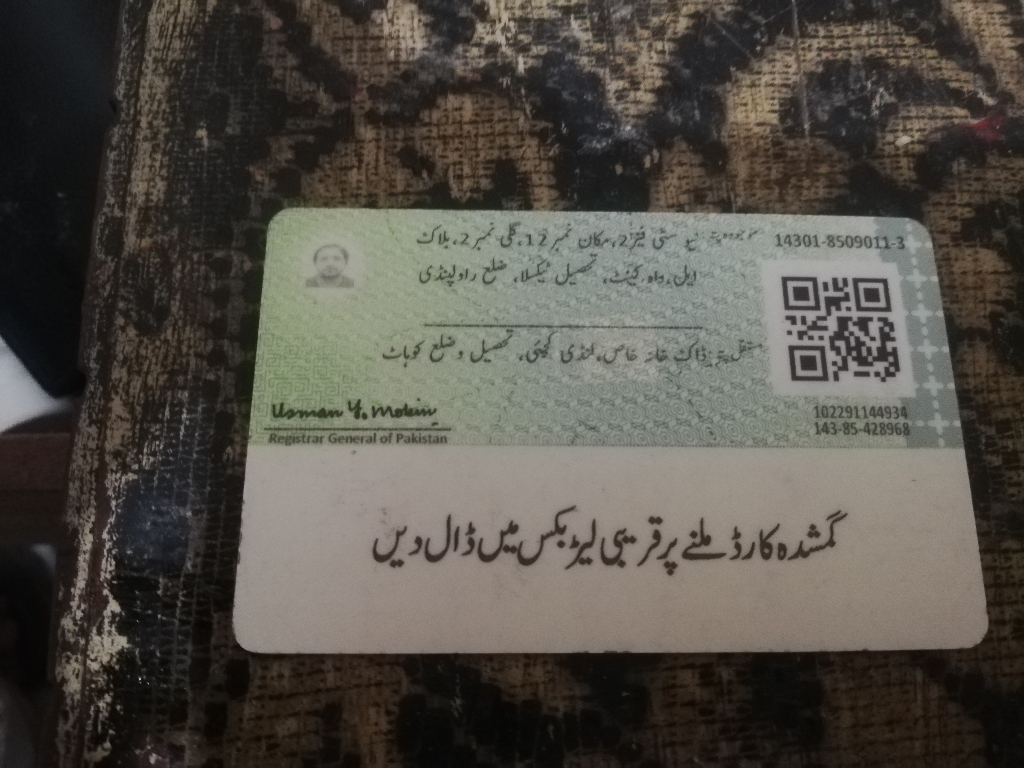 موجودہ پتہ: نیو سٹی فیز 2، مکان نمبر 12، گلی نمبر 2، بلاک
ایل، واہ کینٹ، تحصیل ٹیکسلا، ضلع راولپنڈی
14301-8509011-3
مستقل پتہ: ڈاک خانہ خاص، لنڈی کچئی، تحصیل و ضلع کوہاٹ
102291144934
143-85-428968
Usman Y. Mobin
Registrar General of Pakistan
گمشدہ کارڈ ملنے پر قریبی لیٹر بکس میں ڈال دیں